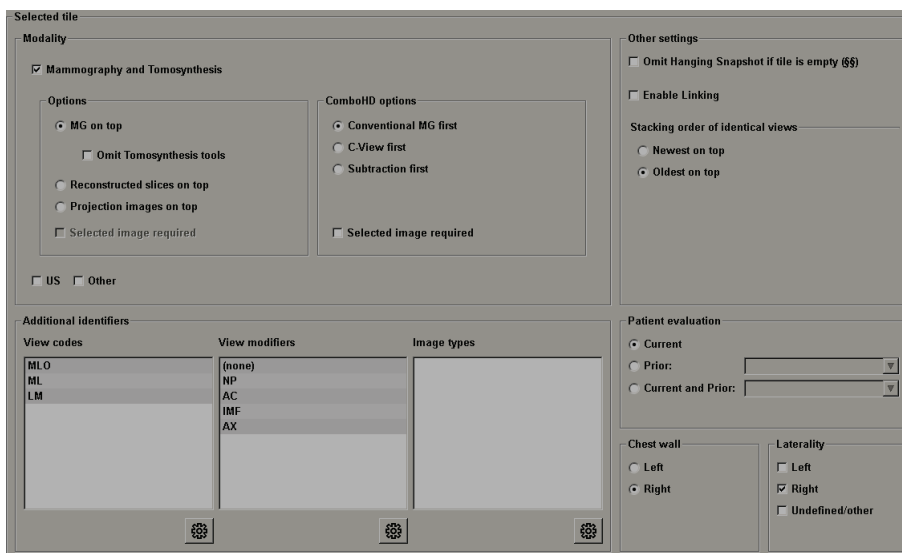 Selected tile
Modality
Mammography and Tomosynthesis
Options
MG on top
Omit Tomosynthesis tools
Reconstructed slices on top
Projection images on top
Selected image required
ComboHD options
Conventional MG first
C-View first
Subtraction first
Selected image required
US Other
Other settings
Omit Hanging Snapshot if tile is empty (§§)
Enable Linking
Stacking order of identical views
Newest on top
Oldest on top
Additional identifiers
View codes
MLO
ML
LM
View modifiers
(none)
NP
AC
IMF
AX
Image types
Patient evaluation
Current
Prior:
Current and Prior:
Chest wall
Left
Right
Laterality
Left
Right
Undefined/other